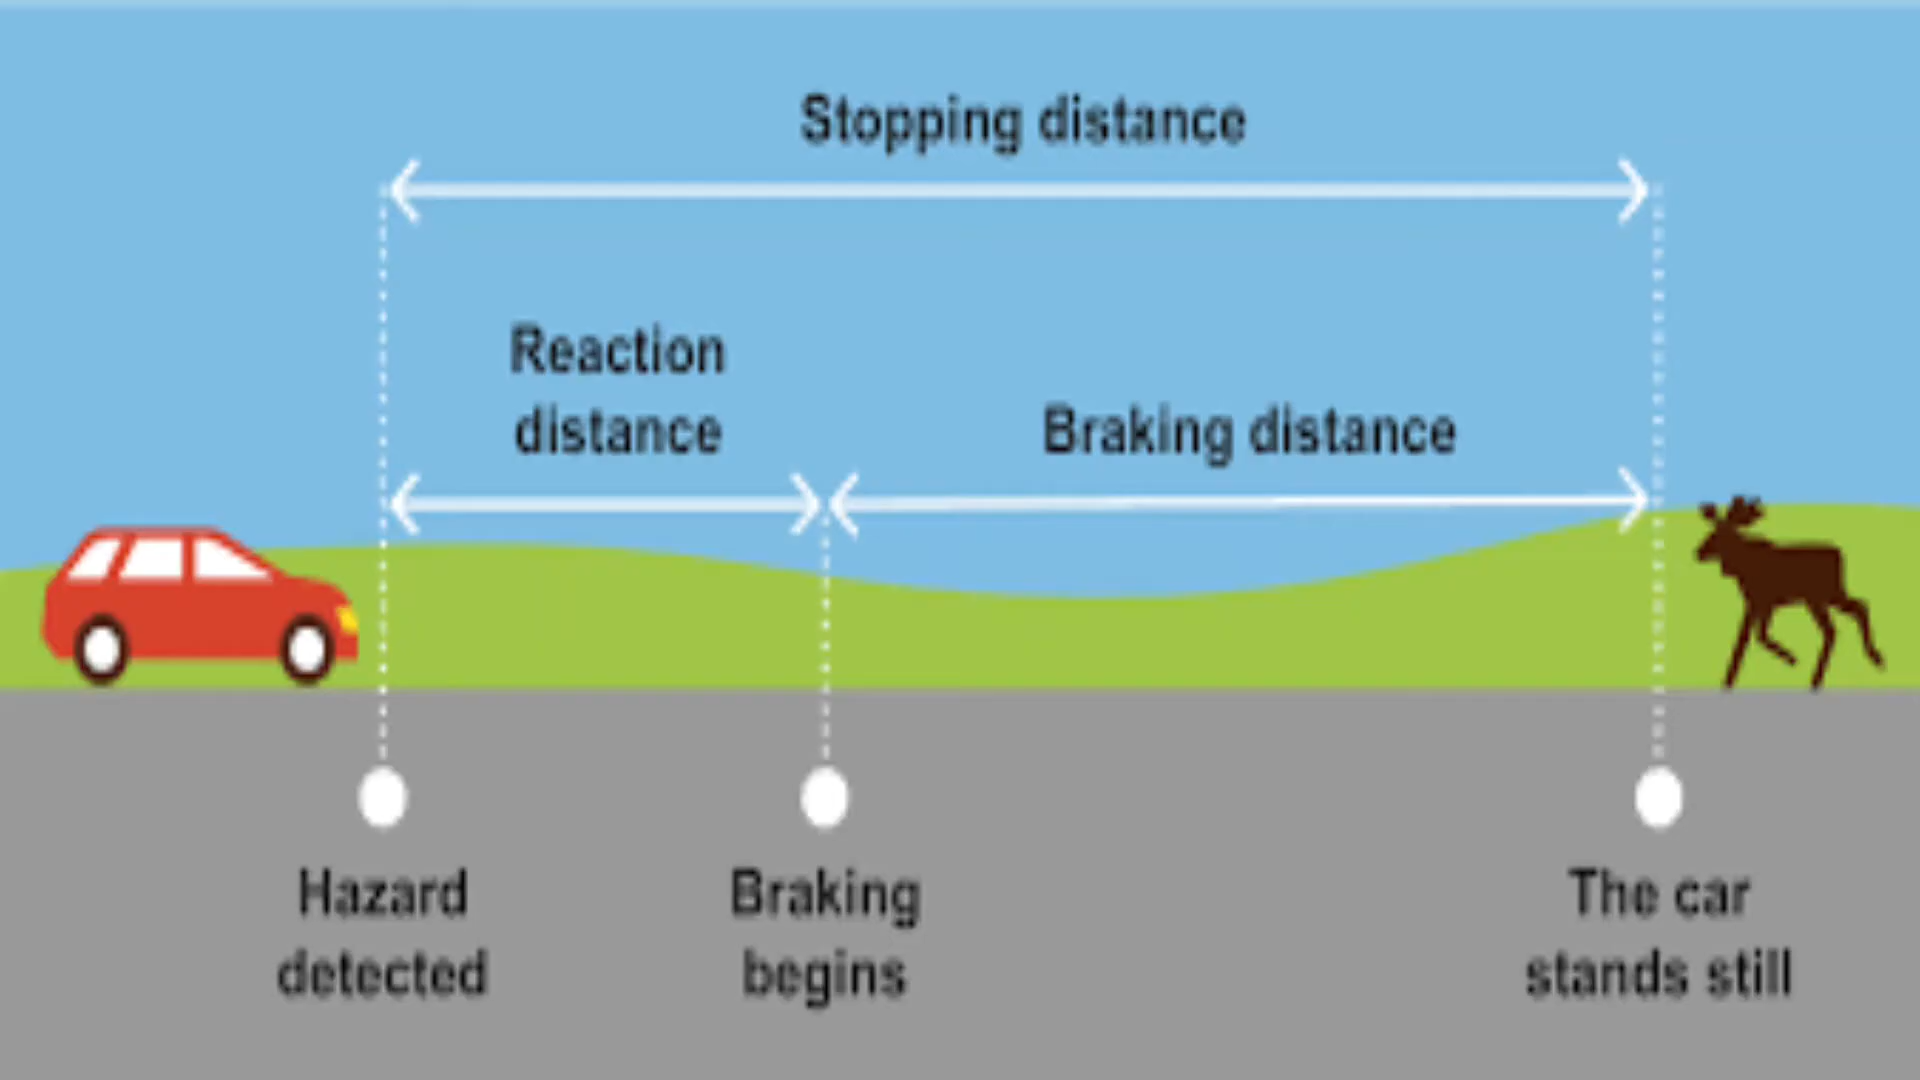 Stopping distance
Reaction
distance
Braking distance
Hazard
detected
Braking
begins
The car
stands still